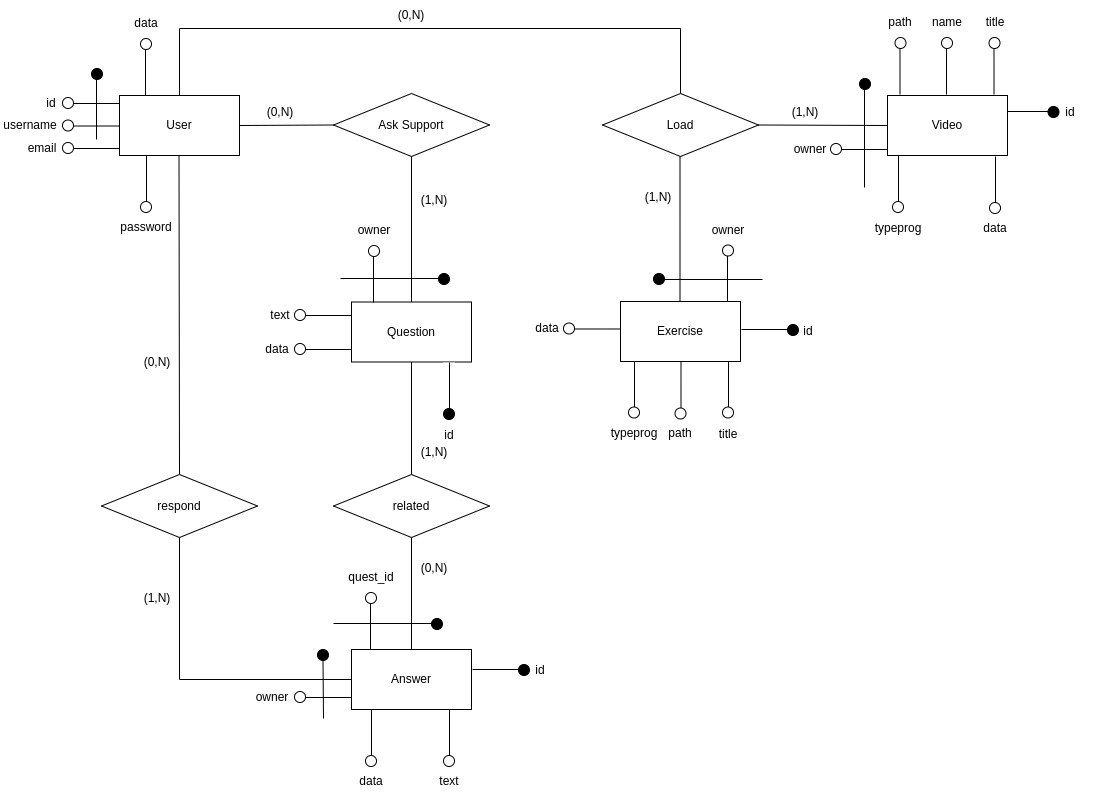 (0,N)
data
path
name
title
id
username
email
User
(0,N)
Ask Support
Load
(1,N)
Video
id
owner
password
(1,N)
(1,N)
typeprog
data
owner
owner
text
data
Question
data
Exercise
id
(0,N)
id
typeprog
path
title
(1,N)
respond
related
(0,N)
quest_id
(1,N)
Answer
id
owner
data
text